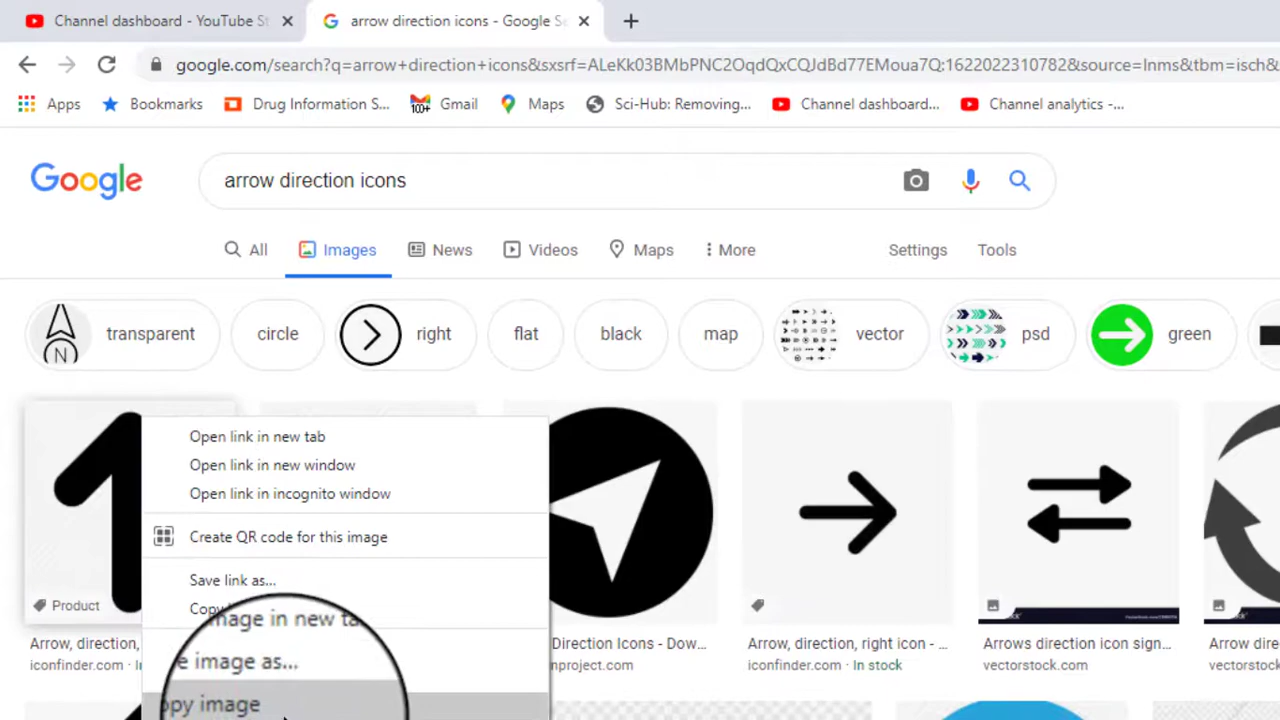 Channel dashboard - YouTube St
arrow direction icons - Google Se
google.com/search?q=arrow+direction+icons&sxsrf=ALeKk03BMbPNC2OqdQxCQJdBd77EMoua7Q:1622022310782&source=lnms&tbm=isch&
Apps Bookmarks Drug Information S... Gmail Maps Sci-Hub: Removing... Channel dashboard... Channel analytics -...
100+
Google
arrow direction icons
All Images News Videos Maps More Settings Tools
transparent circle right flat black map vector psd green
N
Open link in new tab
Open link in new window
Open link in incognito window
Create QR code for this image
Save link as...
image in new ta
image as...
opy image
Product
Arrow, direction,
iconfinder.com
Direction Icons - Dow...
nproject.com
Arrow, direction, right icon - ...
iconfinder.com · In stock
Arrows direction icon sign...
vectorstock.com
Arrow dire
vectorstoc